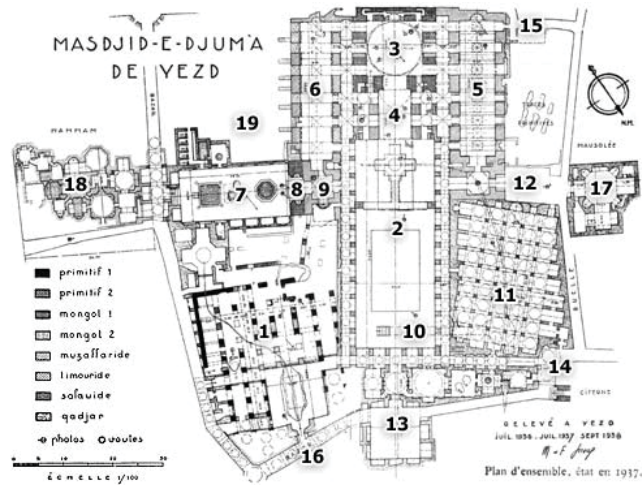 MASDJID-E-DJUM'A
DE YEZD
15
3
6
5
4
HAMMAM
19
N.M.
MAUSOLÉE
18
7
8
9
12
17
2
primitif 1
primitif 2
mongol 1
mongol 2
muzaffaride
timouride
safavide
qadjar
photos
voutes
1
10
11
RUELLE
14
CITERNE
13
16
ÉCHELLE 1/100
RELEVÉ A YEZD
Plan d'ensemble, état en 1937.